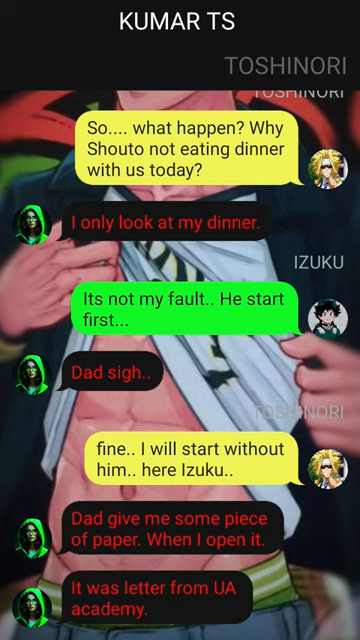 KUMAR TS
TOSHINORI
TOSHINORI
So.... what happen? Why
Shouto not eating dinner
with us today?
I only look at my dinner.
IZUKU
Its not my fault.. He start
first...
Dad sigh..
TOSHINORI
fine.. I will start without
him.. here Izuku..
Dad give me some piece
of paper. When I open it.
It was letter from UA
academy.